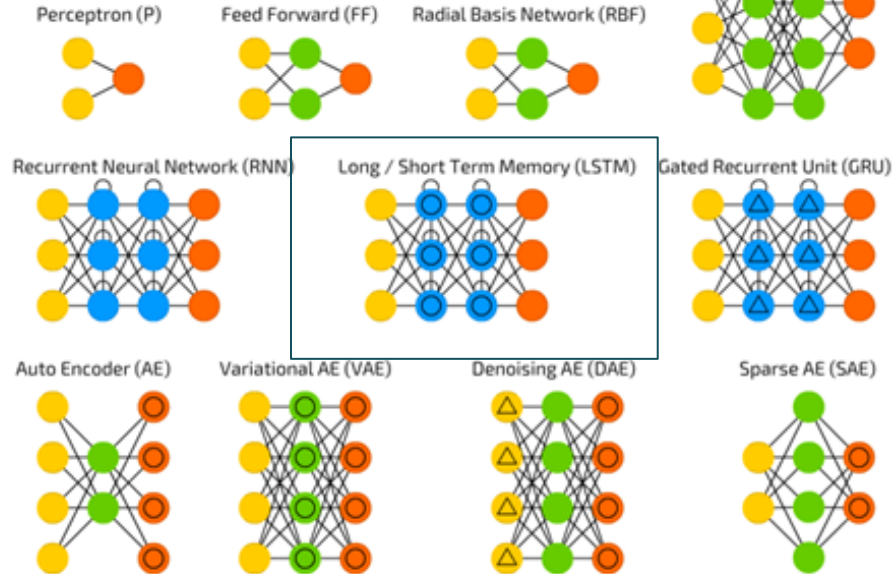 Perceptron (P)
Feed Forward (FF)
Radial Basis Network (RBF)
Recurrent Neural Network (RNN)
Long / Short Term Memory (LSTM)
Gated Recurrent Unit (GRU)
Auto Encoder (AE)
Variational AE (VAE)
Denoising AE (DAE)
Sparse AE (SAE)